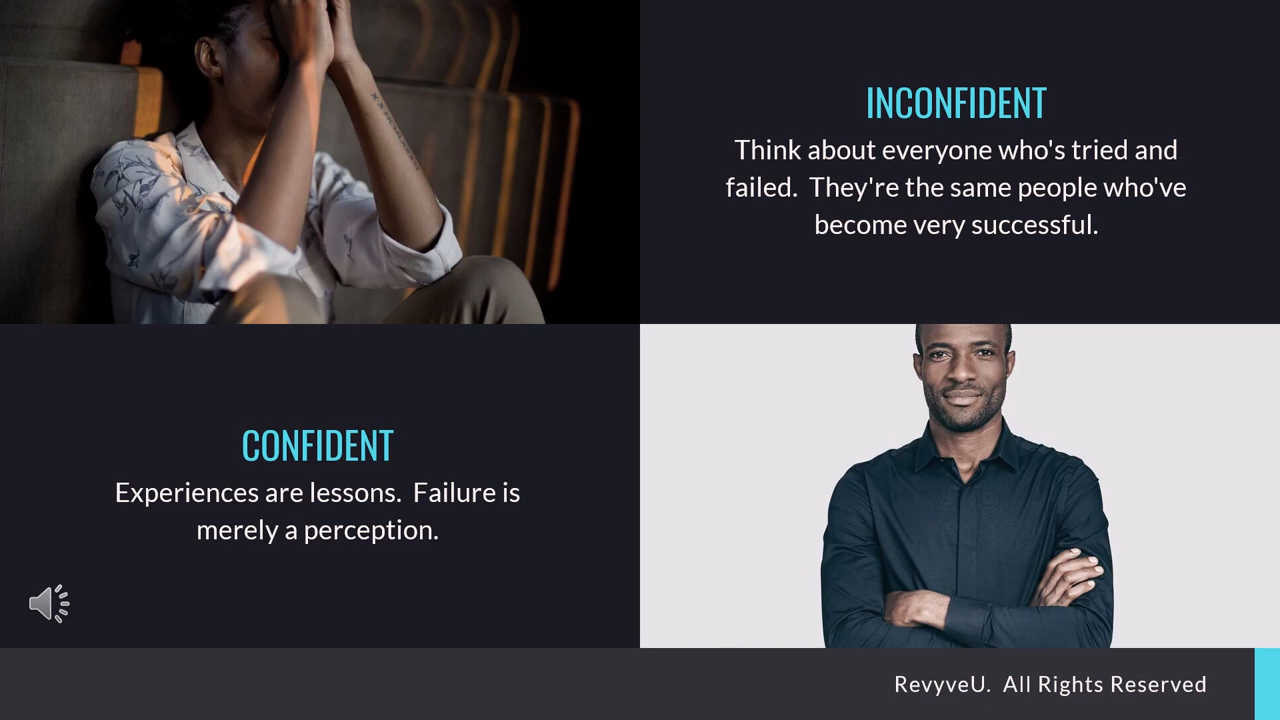 INCONFIDENT
Think about everyone who's tried and
failed.  They're the same people who've
become very successful.
CONFIDENT
Experiences are lessons.  Failure is
merely a perception.
RevyveU.  All Rights Reserved